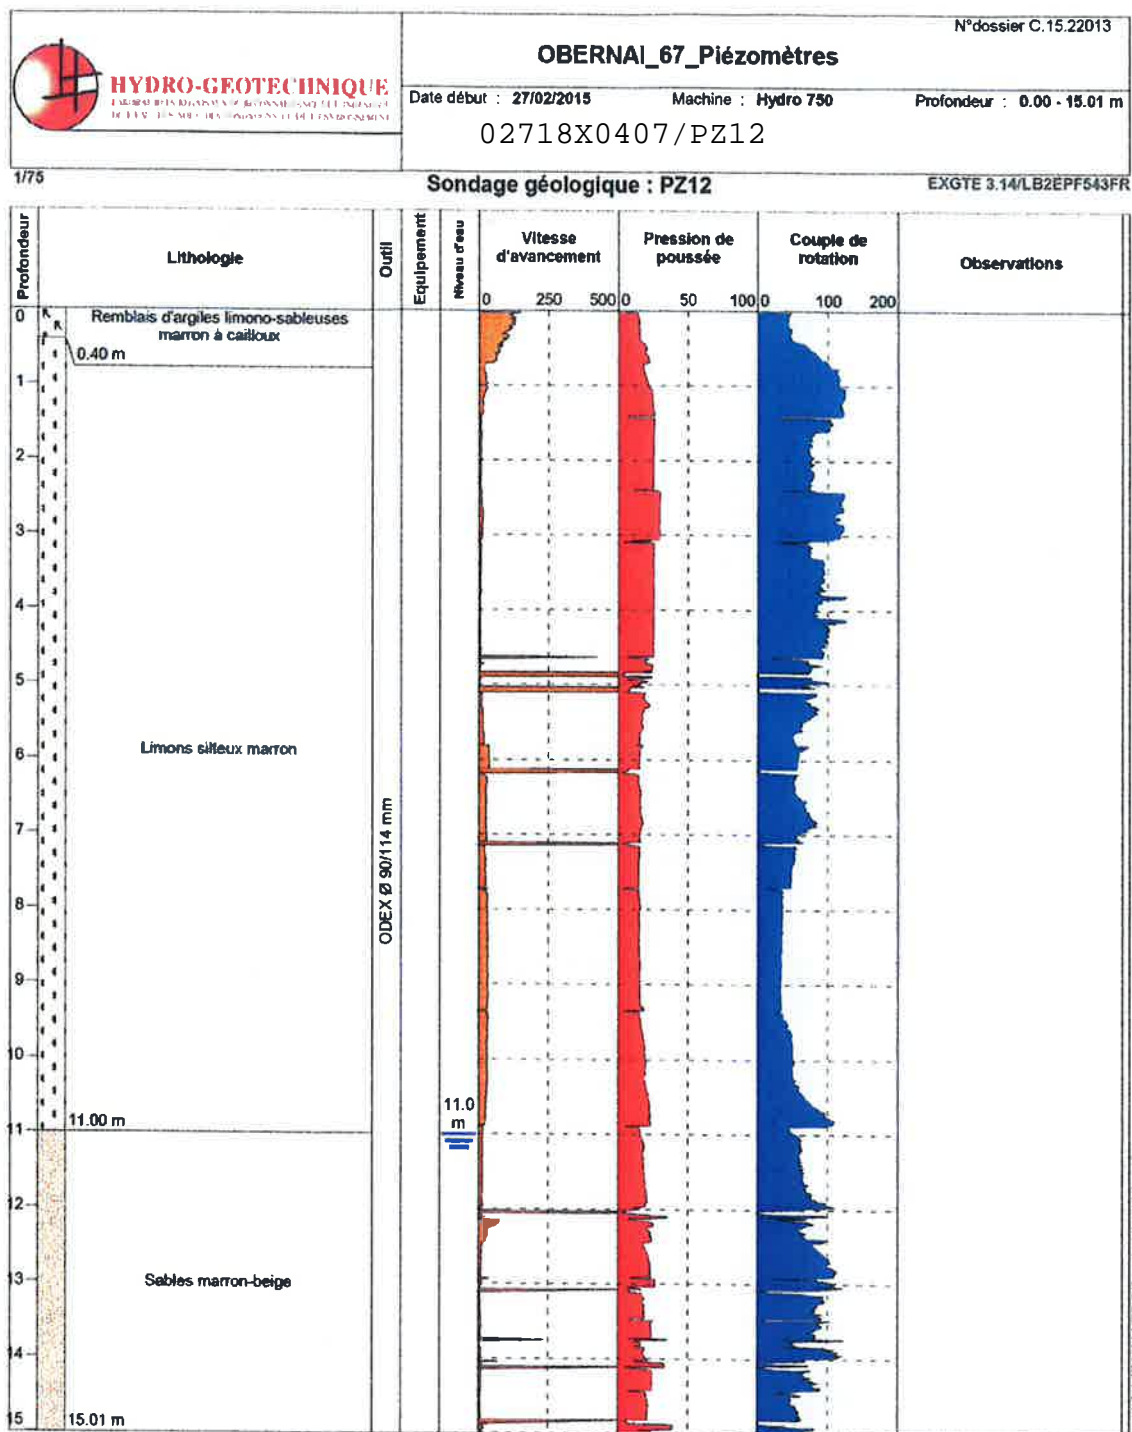 N°dossier C.15.22013
OBERNAI_67_Piézomètres
HYDRO-GEOTECHNIQUE
Date début : 27/02/2015 Machine : Hydro 750 Profondeur : 0.00 - 15.01 m
02718X0407/PZ12
1/75
Sondage géologique : PZ12
EXGTE 3.14/LB2EPF543FR
Profondeur
Lithologie
Outil
Equipement
Niveau d'eau
Vitesse d'avancement
Pression de poussée
Couple de rotation
Observations
0 250 500 0 50 100 0 100 200
0
Remblais d'argiles limono-sableuses
marron à cailloux
0.40 m
1
2
3
4
5
Limons silteux marron
6
7
ODEX Ø 90/114 mm
8
9
10
11.0
m
11.00 m
11
12
13
Sables marron-beige
14
15
15.01 m